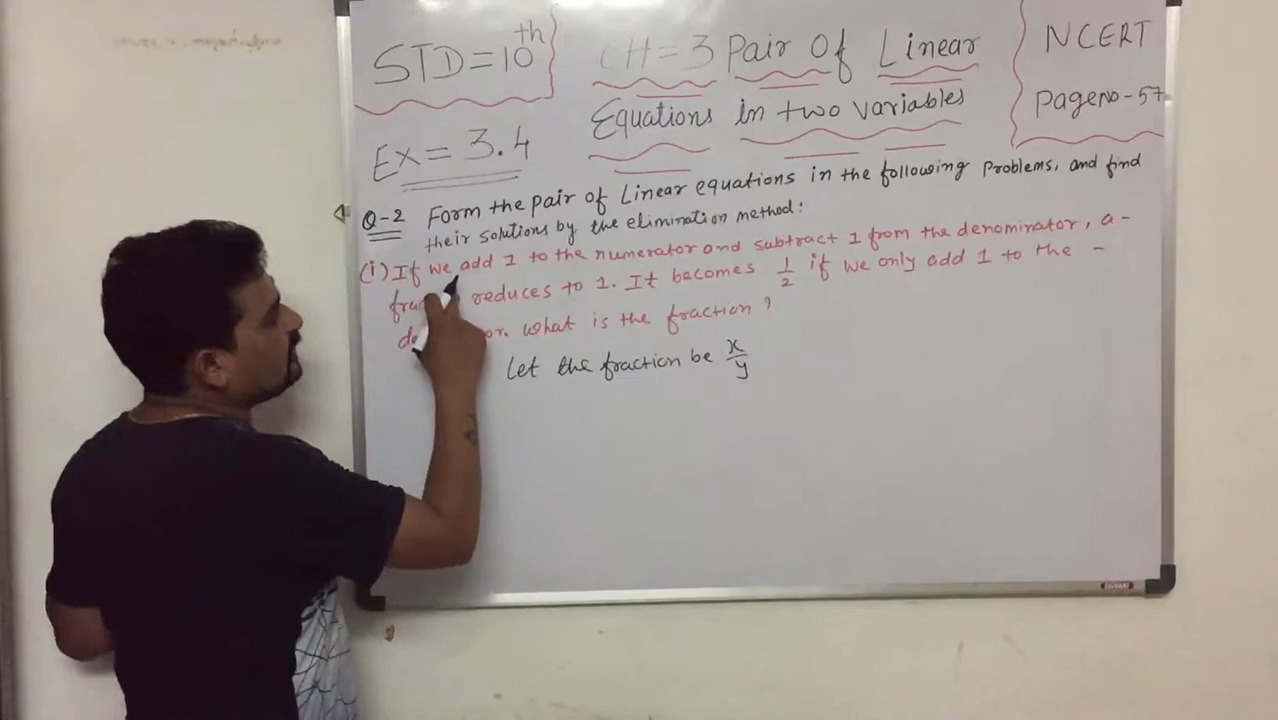 STD=10th
CH=3 Pair Of Linear
Equations in two variables
NCERT
Pageno-57
Ex= 3.4
Q-2 Form the pair of Linear equations in the following Problems, and find
their solutions by the elimination method:
(i) If we add 1 to the numerator and subtract 1 from the denominator, a-
reduces to 1. It becomes 1/2 if we only add 1 to the -
or. what is the fraction?
Let the fraction be x/y